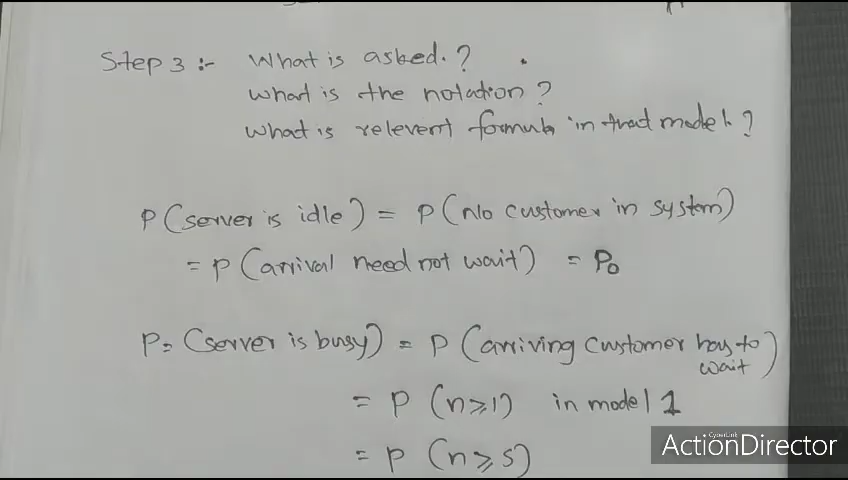 Step 3 :- What is asked. ?
What is the notation ?
What is relevent formula in that model. ?
P (server is idle) = P (no customer in system)
= P (arrival need not wait) = P₀
P= (server is busy) = P (arriving customer has to wait)
= P (n≥1) in model 1
= P (n≥s)
CyberLink
ActionDirector